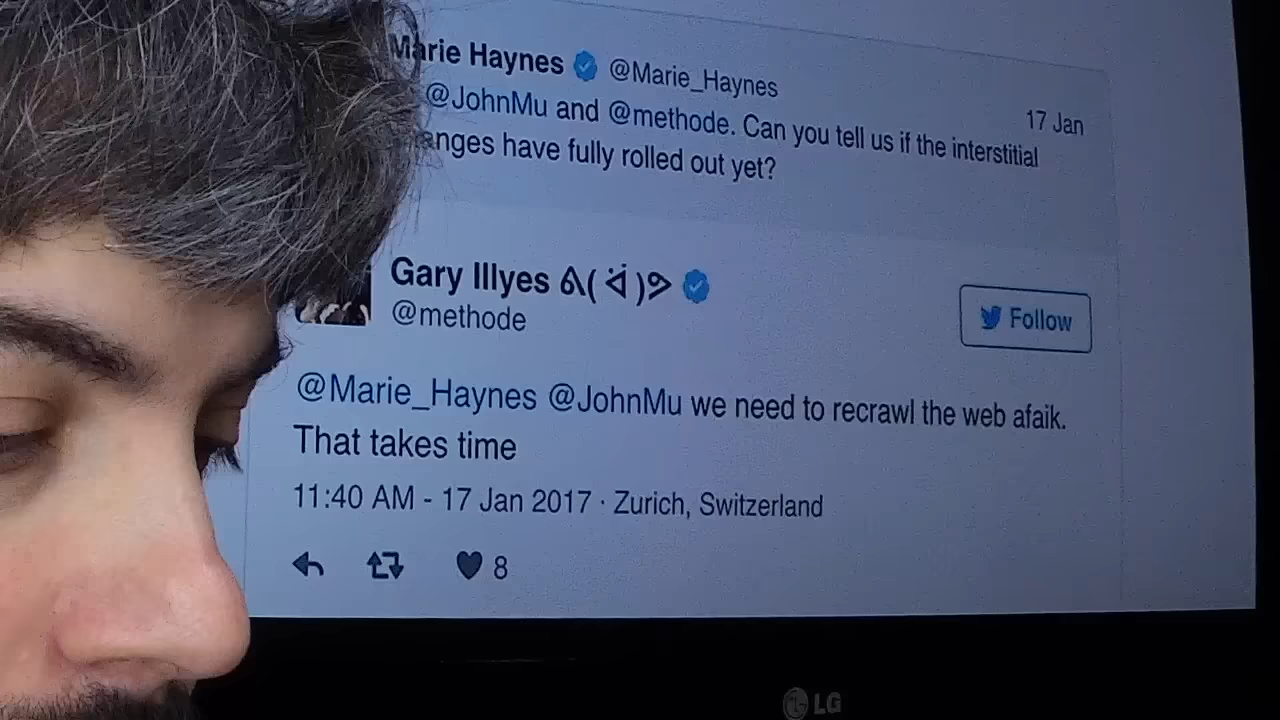 Marie Haynes @Marie_Haynes
17 Jan
@JohnMu and @methode. Can you tell us if the interstitial
anges have fully rolled out yet?
Gary Illyes ᕕ( ᐛ )ᕗ
@methode
Follow
@Marie_Haynes @JohnMu we need to recrawl the web afaik.
That takes time
11:40 AM - 17 Jan 2017 · Zurich, Switzerland
8
LG